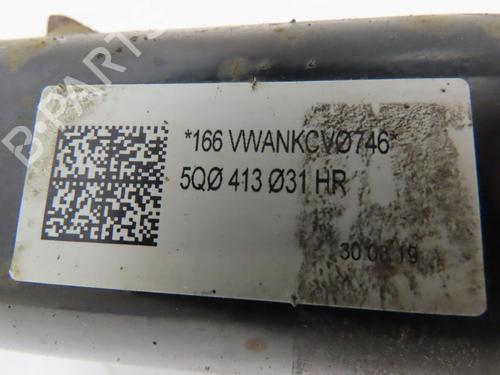 *166 VWANKCVØ746*
5QØ 413 Ø31 HR
30.08.19